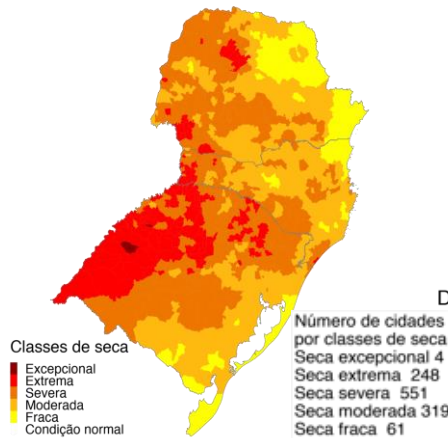 Classes de seca
Excepcional
Extrema
Severa
Moderada
Fraca
Condição normal
D
Número de cidades
por classes de seca
Seca excepcional 4
Seca extrema 248
Seca severa 551
Seca moderada 319
Seca fraca 61